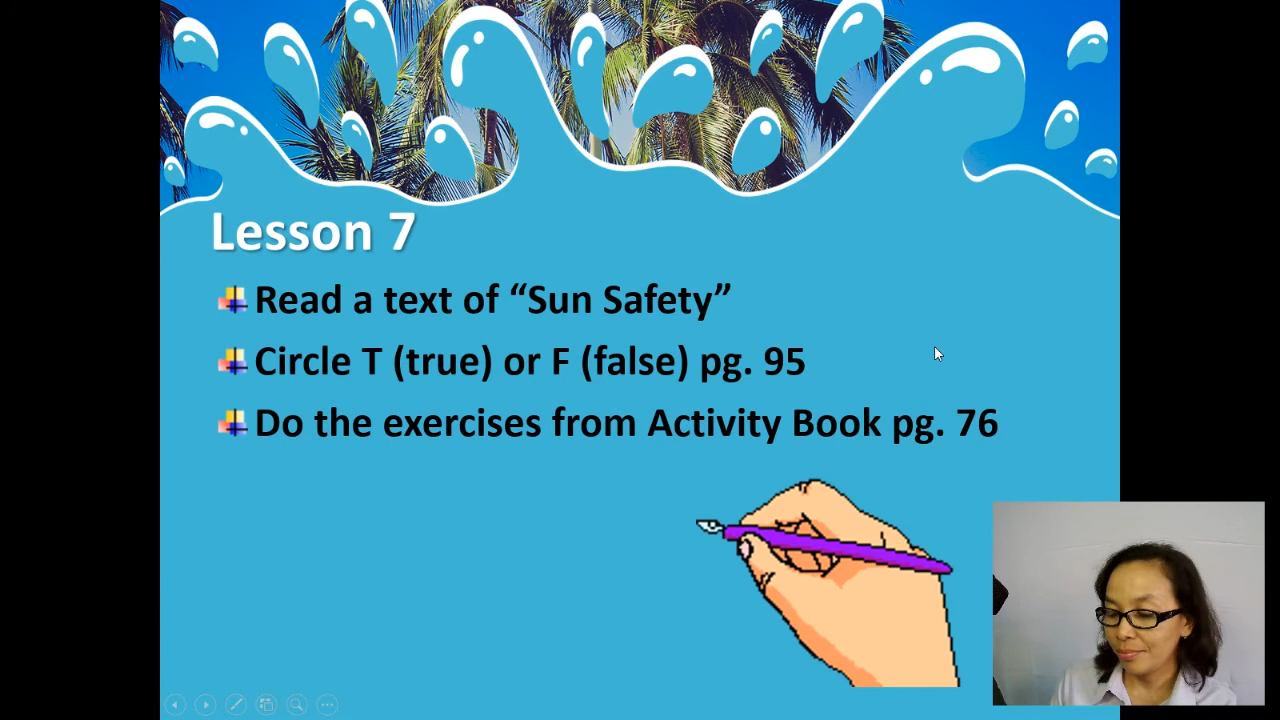 Lesson 7
Read a text of “Sun Safety”
Circle T (true) or F (false) pg. 95
Do the exercises from Activity Book pg. 76